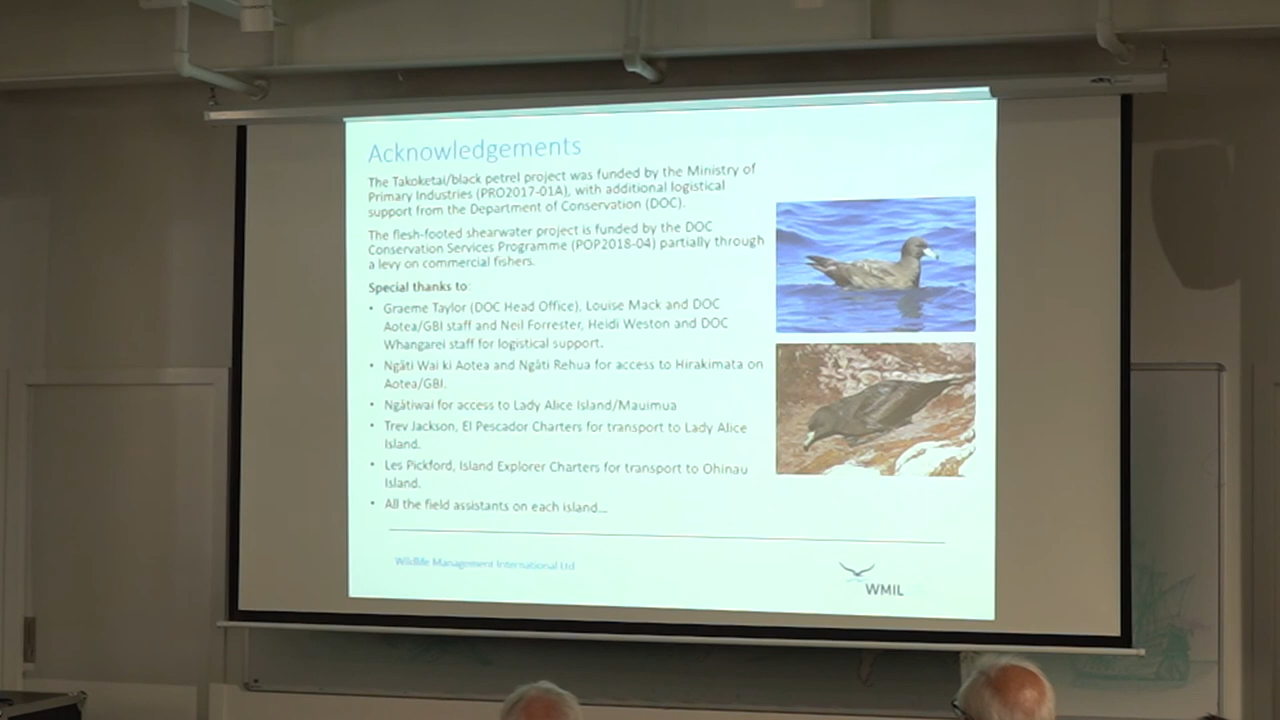 Acknowledgements
The Takoketai/black petrel project was funded by the Ministry of
Primary Industries (PRO2017-01A), with additional logistical
support from the Department of Conservation (DOC).
The flesh-footed shearwater project is funded by the DOC
Conservation Services Programme (POP2018-04) partially through
a levy on commercial fishers.
Special thanks to:
• Graeme Taylor (DOC Head Office), Louise Mack and DOC
Aotea/GBI staff and Neil Forrester, Heidi Weston and DOC
Whangarei staff for logistical support.
• Ngāti Wai ki Aotea and Ngāti Rehua for access to Hirakimata on
Aotea/GBI.
• Ngātiwai for access to Lady Alice Island/Mauimua
• Trev Jackson, El Pescador Charters for transport to Lady Alice
Island.
• Les Pickford, Island Explorer Charters for transport to Ohinau
Island.
• All the field assistants on each island...
Wildlife Management International Ltd
WMIL